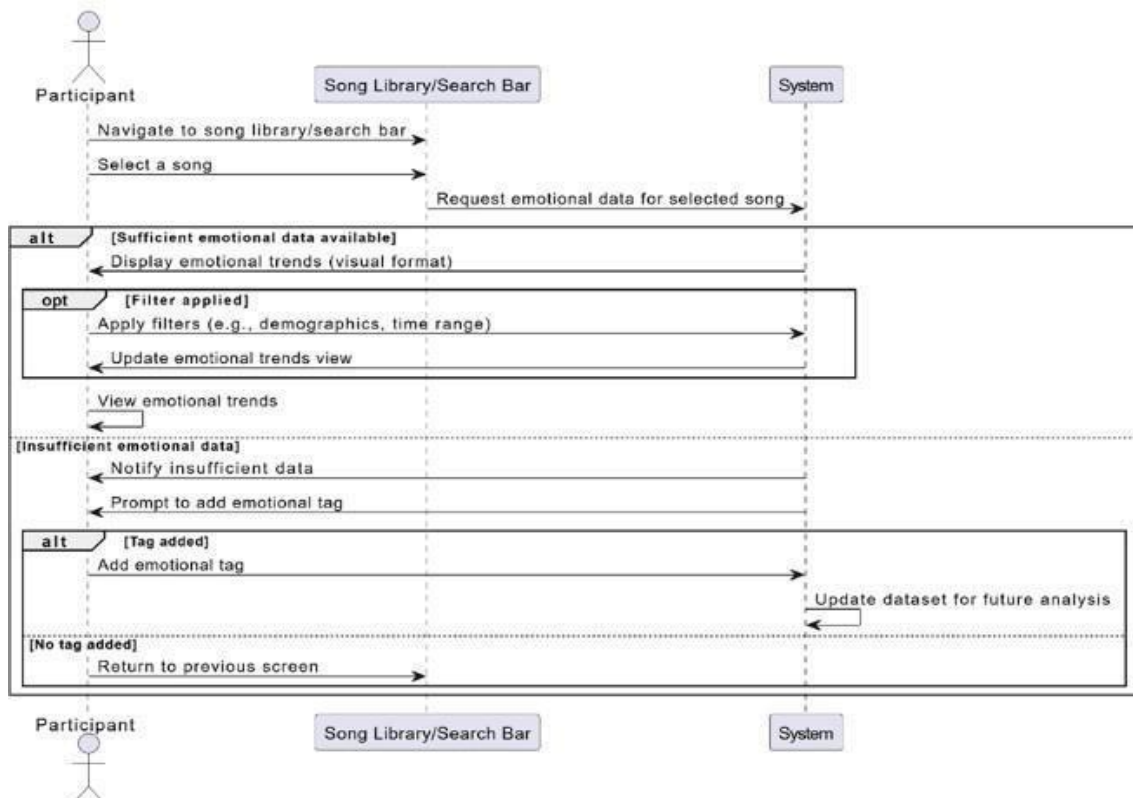 Participant
Song Library/Search Bar
System
Navigate to song library/search bar
Select a song
Request emotional data for selected song
alt [Sufficient emotional data available]
Display emotional trends (visual format)
opt [Filter applied]
Apply filters (e.g., demographics, time range)
Update emotional trends view
View emotional trends
[Insufficient emotional data]
Notify insufficient data
Prompt to add emotional tag
alt [Tag added]
Add emotional tag
Update dataset for future analysis
[No tag added]
Return to previous screen
Participant
Song Library/Search Bar
System